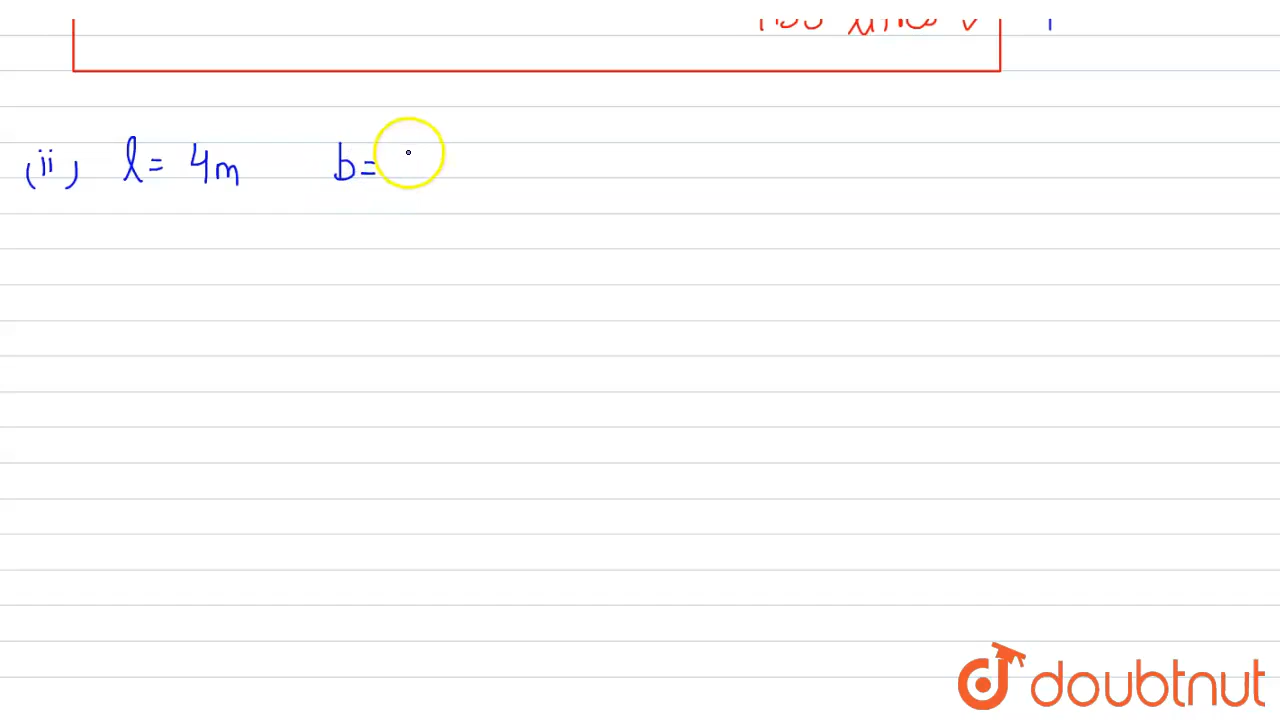 (ii) l= 4m b=
doubtnut